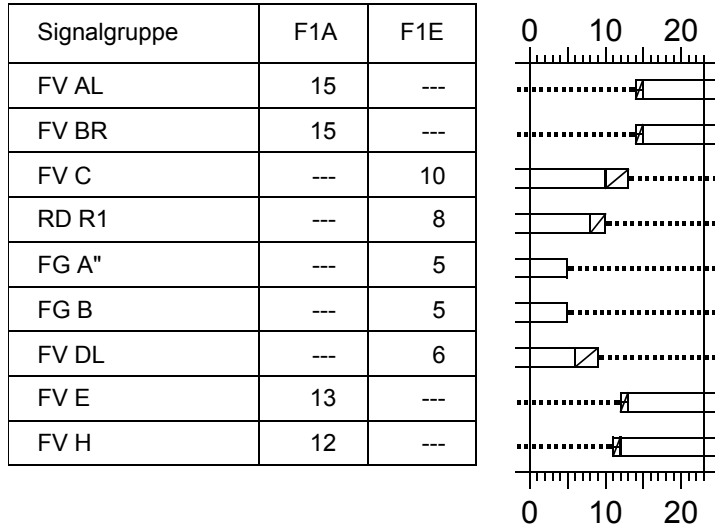 Signalgruppe F1A F1E 0 10 20
FV AL 15 ---
FV BR 15 ---
FV C --- 10
RD R1 --- 8
FG A" --- 5
FG B --- 5
FV DL --- 6
FV E 13 ---
FV H 12 ---
0 10 20